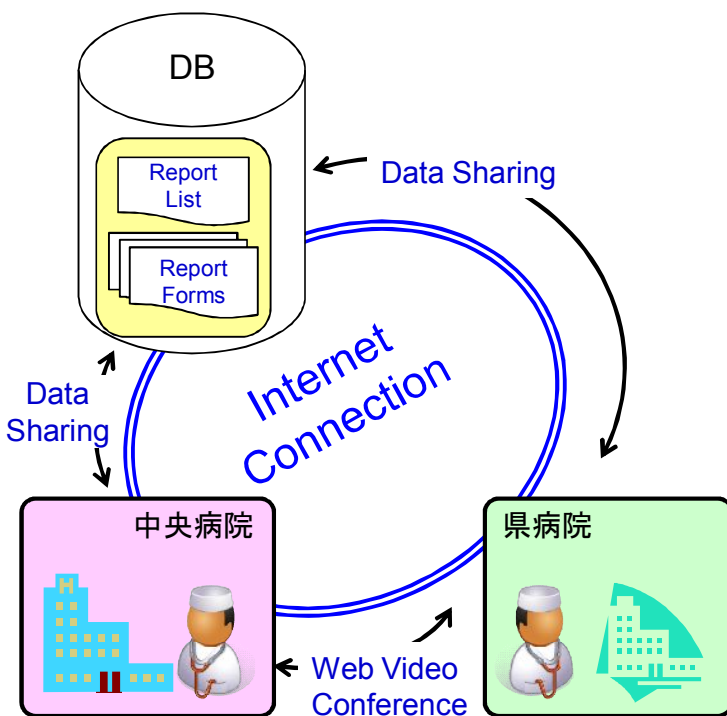 DB
Report
List
Report
Forms
Data Sharing
Internet
Connection
Data
Sharing
中央病院
県病院
H
Web Video
Conference